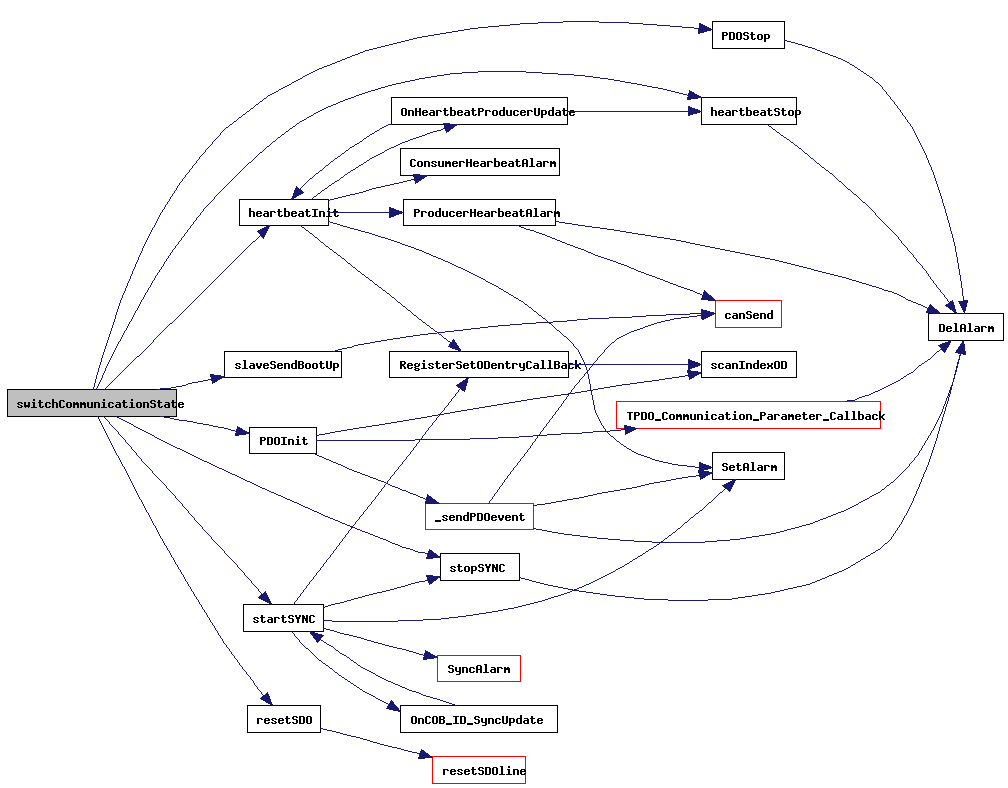 PDOStop
OnHeartbeatProducerUpdate
heartbeatStop
ConsumerHearbeatAlarm
heartbeatInit
ProducerHearbeatAlarm
canSend
DelAlarm
slaveSendBootUp
RegisterSetODentryCallBack
scanIndexOD
switchCommunicationState
TPDO_Communication_Parameter_Callback
PDOInit
SetAlarm
_sendPDOevent
stopSYNC
startSYNC
SyncAlarm
resetSDO
OnCOB_ID_SyncUpdate
resetSDOline